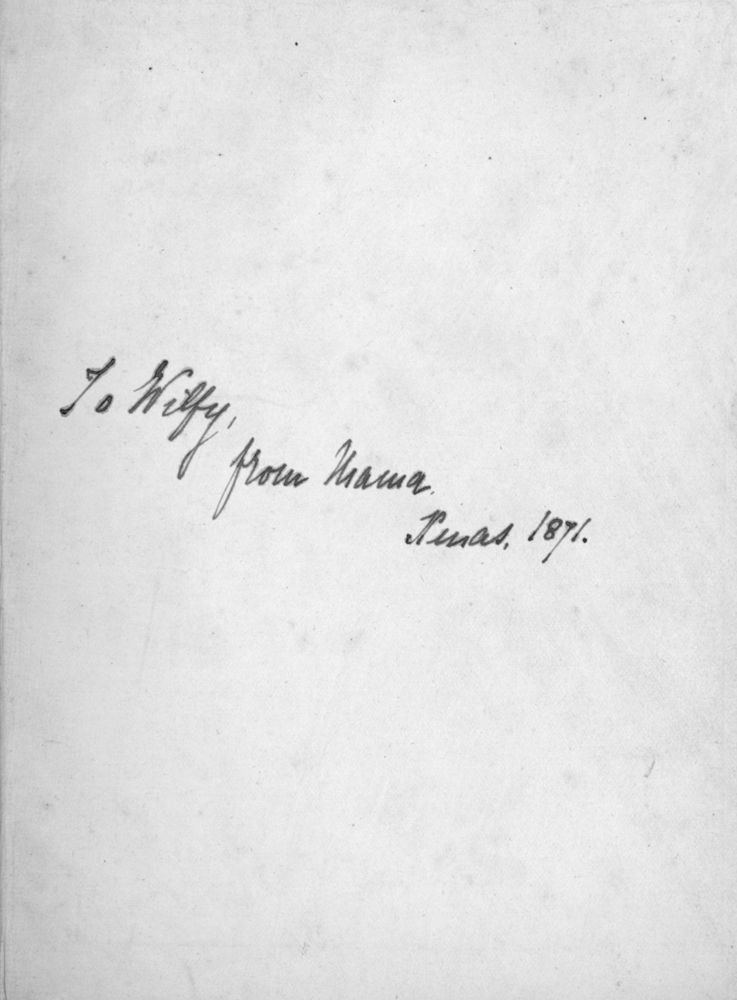 To Wilfy,
from Mama.
Xmas, 1871.